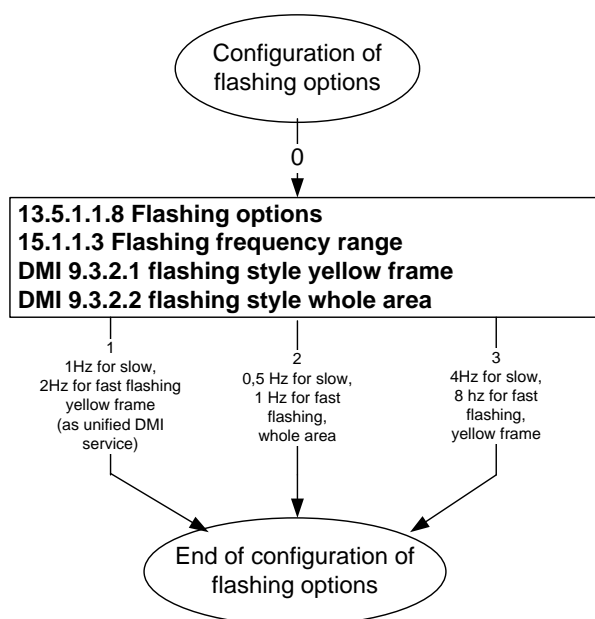 Configuration of
flashing options
0
13.5.1.1.8 Flashing options
15.1.1.3 Flashing frequency range
DMI 9.3.2.1 flashing style yellow frame
DMI 9.3.2.2 flashing style whole area
1
1Hz for slow,
2Hz for fast flashing
yellow frame
(as unified DMI
service)
2
0,5 Hz for slow,
1 Hz for fast
flashing,
whole area
3
4Hz for slow,
8 hz for fast
flashing,
yellow frame
End of configuration of
flashing options